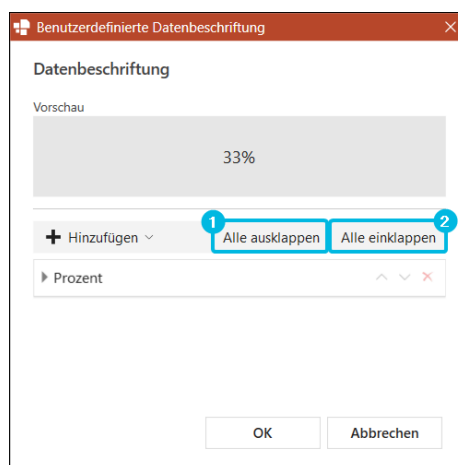 Benutzerdefinierte Datenbeschriftung
Datenbeschriftung
Vorschau
33%
1
2
Hinzufügen Alle ausklappen Alle einklappen
Prozent
OK Abbrechen